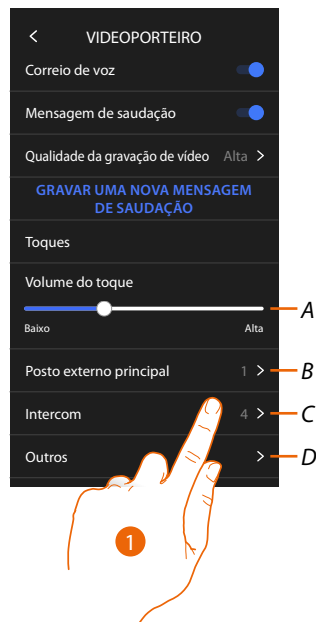 VIDEOPORTEIRO
Correio de voz
Mensagem de saudação
Qualidade da gravação de vídeo Alta
GRAVAR UMA NOVA MENSAGEM
DE SAUDAÇÃO
Toques
Volume do toque
A
Baixo Alta
Posto externo principal 1 B
Intercom 4 C
Outros D
1